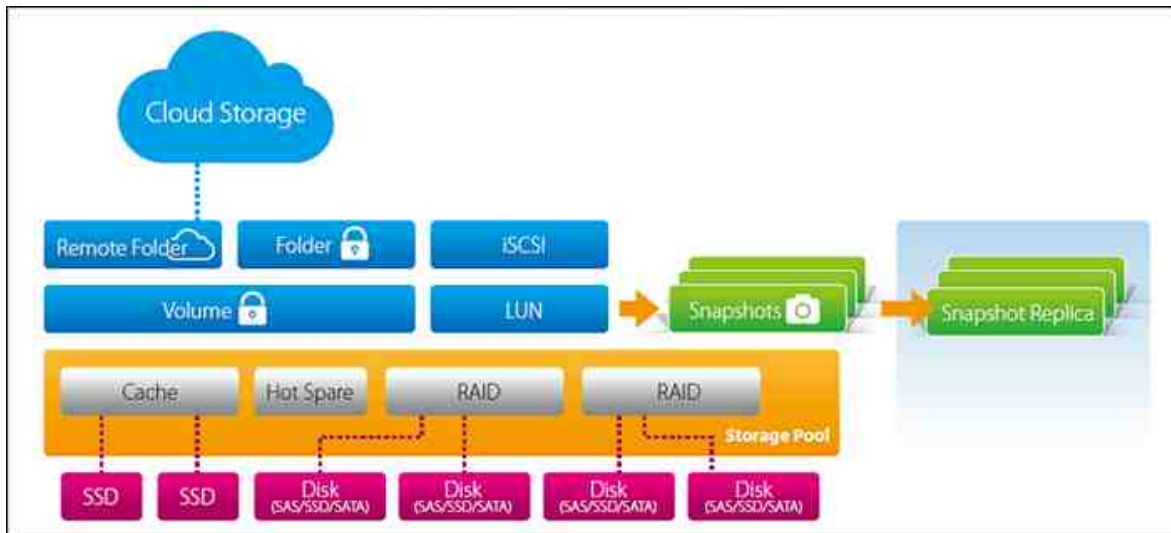 Cloud Storage
Remote Folder
Folder
iSCSI
Volume
LUN
Snapshots
Snapshot Replica
Cache
Hot Spare
RAID
RAID
Storage Pool
SSD
SSD
Disk
(SAS/SSD/SATA)
Disk
(SAS/SSD/SATA)
Disk
(SAS/SSD/SATA)
Disk
(SAS/SSD/SATA)